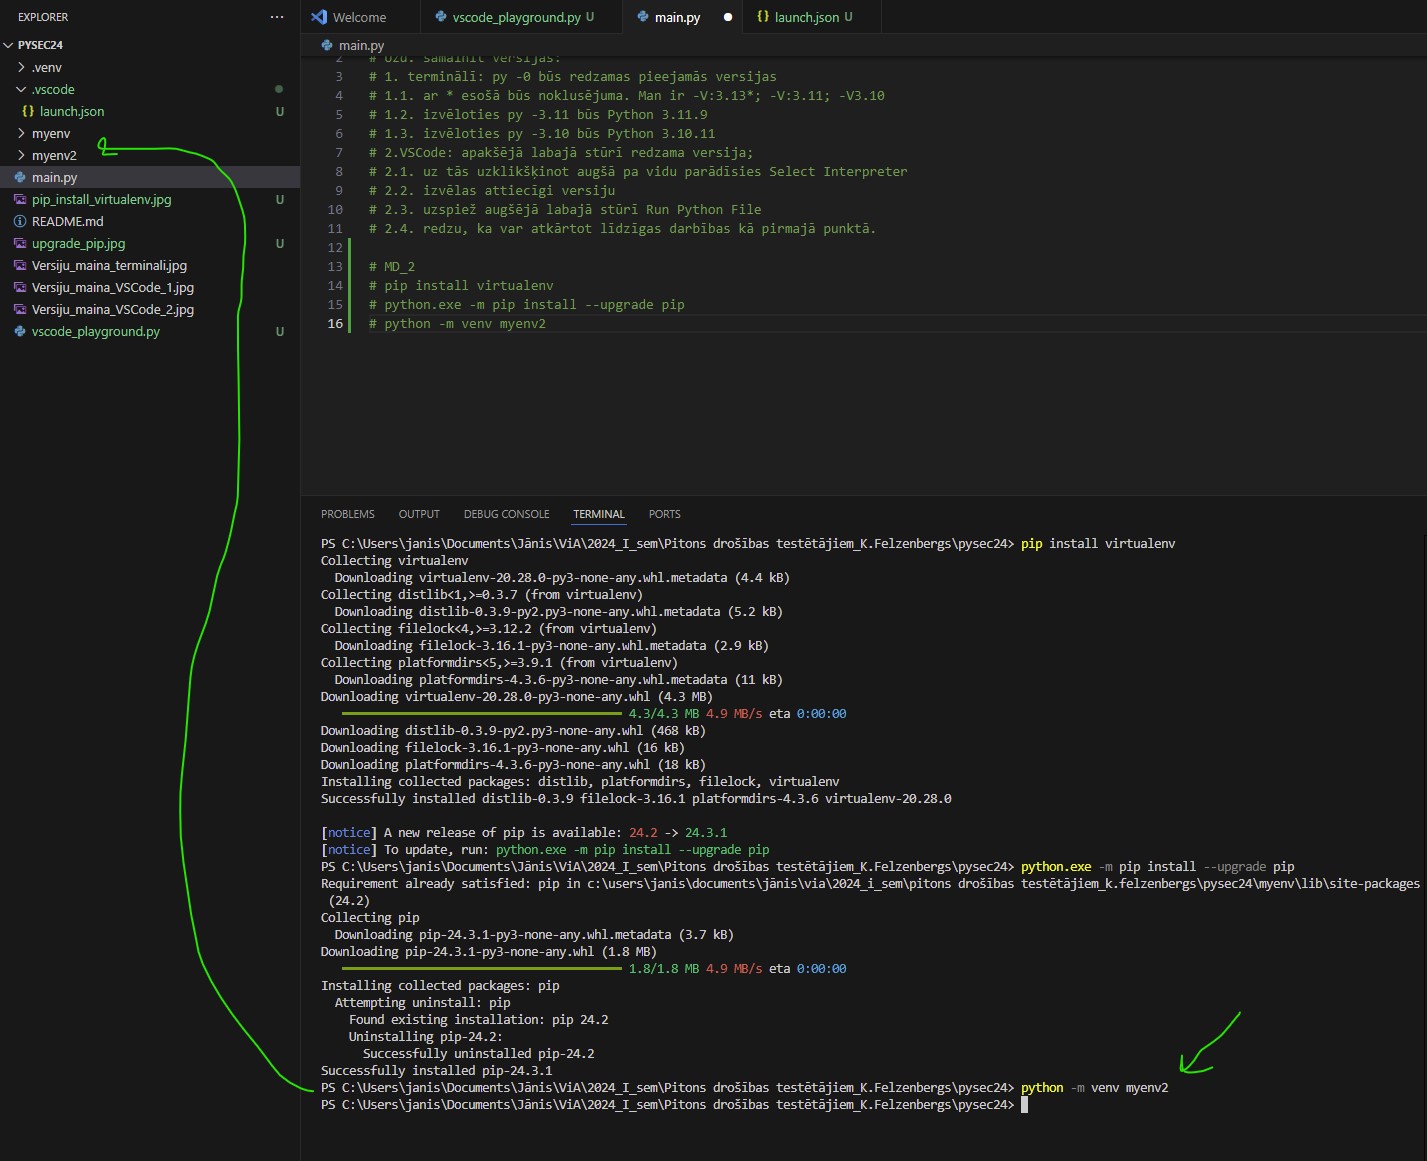 EXPLORER
PYSEC24
.venv
.vscode
launch.json U
myenv
myenv2
main.py
pip_install_virtualenv.jpg U
README.md
upgrade_pip.jpg U
Versiju_maina_terminali.jpg
Versiju_maina_VSCode_1.jpg
Versiju_maina_VSCode_2.jpg
vscode_playground.py U
Welcome
vscode_playground.py U
main.py
launch.json U
main.py
2 # Uzd. samainīt versijas:
3 # 1. terminālī: py -0 būs redzamas pieejamās versijas
4 # 1.1. ar * esošā būs noklusējuma. Man ir -V:3.13*; -V:3.11; -V3.10
5 # 1.2. izvēloties py -3.11 būs Python 3.11.9
6 # 1.3. izvēloties py -3.10 būs Python 3.10.11
7 # 2.VSCode: apakšējā labajā stūrī redzama versija;
8 # 2.1. uz tās uzklikšķinot augšā pa vidu parādīsies Select Interpreter
9 # 2.2. izvēlas attiecīgi versiju
10 # 2.3. uzspiež augšējā labajā stūrī Run Python File
11 # 2.4. redzu, ka var atkārtot līdzīgas darbības kā pirmajā punktā.
12
13 # MD_2
14 # pip install virtualenv
15 # python.exe -m pip install --upgrade pip
16 # python -m venv myenv2
PROBLEMS OUTPUT DEBUG CONSOLE TERMINAL PORTS
PS C:\Users\janis\Documents\Jānis\ViA\2024_I_sem\Pitons drošības testētājiem_K.Felzenbergs\pysec24> pip install virtualenv
Collecting virtualenv
Downloading virtualenv-20.28.0-py3-none-any.whl.metadata (4.4 kB)
Collecting distlib<1,>=0.3.7 (from virtualenv)
Downloading distlib-0.3.9-py2.py3-none-any.whl.metadata (5.2 kB)
Collecting filelock<4,>=3.12.2 (from virtualenv)
Downloading filelock-3.16.1-py3-none-any.whl.metadata (2.9 kB)
Collecting platformdirs<5,>=3.9.1 (from virtualenv)
Downloading platformdirs-4.3.6-py3-none-any.whl.metadata (11 kB)
Downloading virtualenv-20.28.0-py3-none-any.whl (4.3 MB)
4.3/4.3 MB 4.9 MB/s eta 0:00:00
Downloading distlib-0.3.9-py2.py3-none-any.whl (468 kB)
Downloading filelock-3.16.1-py3-none-any.whl (16 kB)
Downloading platformdirs-4.3.6-py3-none-any.whl (18 kB)
Installing collected packages: distlib, platformdirs, filelock, virtualenv
Successfully installed distlib-0.3.9 filelock-3.16.1 platformdirs-4.3.6 virtualenv-20.28.0
[notice] A new release of pip is available: 24.2 -> 24.3.1
[notice] To update, run: python.exe -m pip install --upgrade pip
PS C:\Users\janis\Documents\Jānis\ViA\2024_I_sem\Pitons drošības testētājiem_K.Felzenbergs\pysec24> python.exe -m pip install --upgrade pip
Requirement already satisfied: pip in c:\users\janis\documents\jānis\via\2024_i_sem\pitons drošības testētājiem_k.felzenbergs\pysec24\myenv\lib\site-packages
(24.2)
Collecting pip
Downloading pip-24.3.1-py3-none-any.whl.metadata (3.7 kB)
Downloading pip-24.3.1-py3-none-any.whl (1.8 MB)
1.8/1.8 MB 4.9 MB/s eta 0:00:00
Installing collected packages: pip
Attempting uninstall: pip
Found existing installation: pip 24.2
Uninstalling pip-24.2:
Successfully uninstalled pip-24.2
Successfully installed pip-24.3.1
PS C:\Users\janis\Documents\Jānis\ViA\2024_I_sem\Pitons drošības testētājiem_K.Felzenbergs\pysec24> python -m venv myenv2
PS C:\Users\janis\Documents\Jānis\ViA\2024_I_sem\Pitons drošības testētājiem_K.Felzenbergs\pysec24>